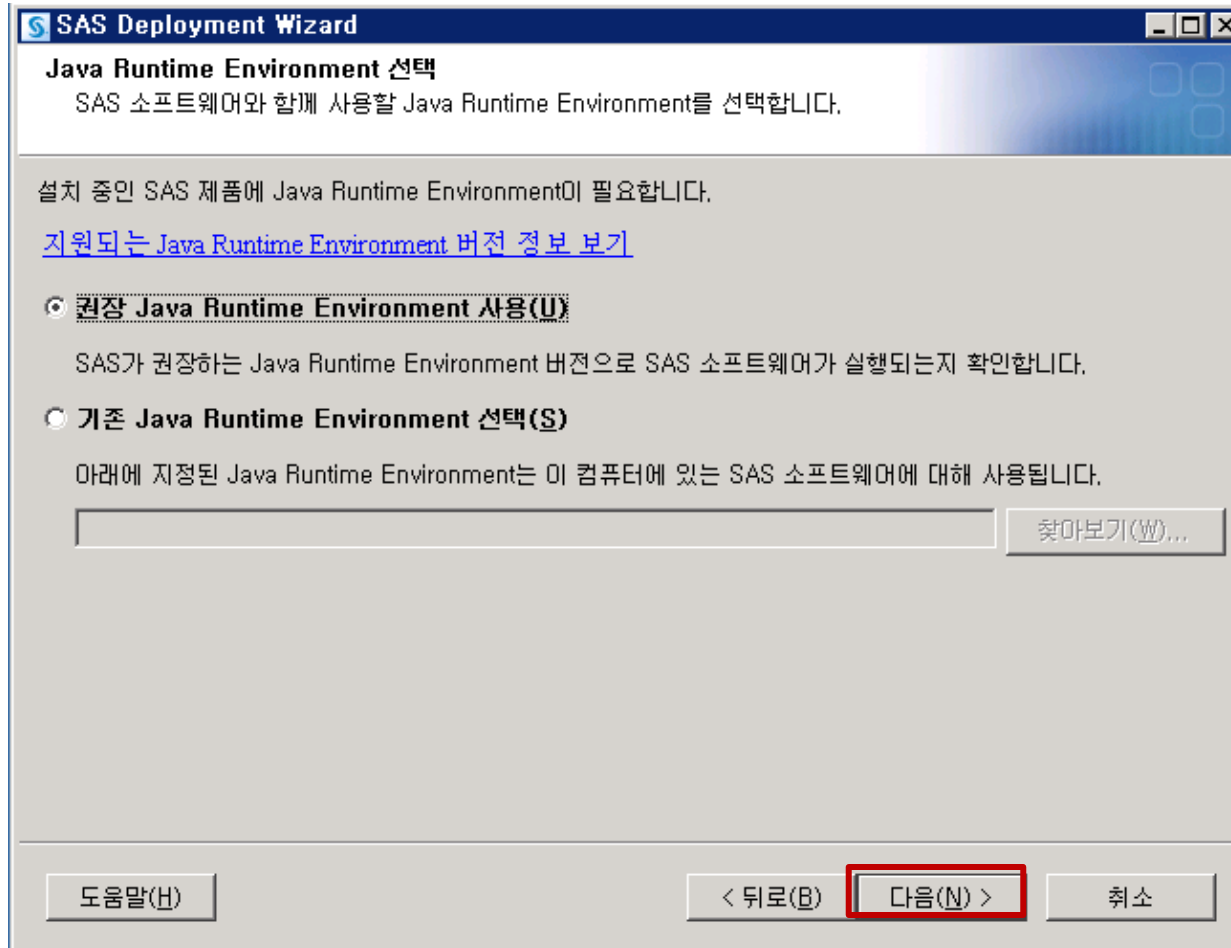 SAS Deployment Wizard
Java Runtime Environment 선택
SAS 소프트웨어와 함께 사용할 Java Runtime Environment를 선택합니다.
설치 중인 SAS 제품에 Java Runtime Environment이 필요합니다.
지원되는 Java Runtime Environment 버전 정보 보기
권장 Java Runtime Environment 사용(U)
SAS가 권장하는 Java Runtime Environment 버전으로 SAS 소프트웨어가 실행되는지 확인합니다.
기존 Java Runtime Environment 선택(S)
아래에 지정된 Java Runtime Environment는 이 컴퓨터에 있는 SAS 소프트웨어에 대해 사용됩니다.
찾아보기(W)...
도움말(H) < 뒤로(B) 다음(N) > 취소